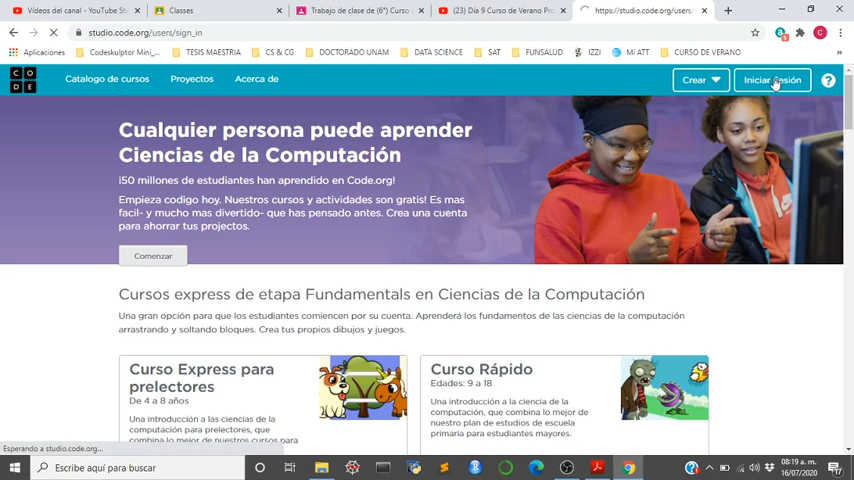 Vídeos del canal - YouTube Stu
Classes
Trabajo de clase de (6°) Curso
(23) Día 9 Curso de Verano Pro
https://studio.code.org/users/s
studio.code.org/users/sign_in
Aplicaciones
Codeskulptor Mini_...
TESIS MAESTRIA
CS & CG
DOCTORADO UNAM
DATA SCIENCE
SAT
FUNSALUD
IZZI
Mi ATT
CURSO DE VERANO
C O
D E
Catalogo de cursos
Proyectos
Acerca de
Crear
Iniciar sesión
?
Cualquier persona puede aprender
Ciencias de la Computación
¡50 millones de estudiantes han aprendido en Code.org!
Empieza codigo hoy. Nuestros cursos y actividades son gratis! Es mas
facil- y mucho mas divertido- que has pensado antes. Crea una cuenta
para ahorrar tus projectos.
Comenzar
Cursos express de etapa Fundamentals en Ciencias de la Computación
Una gran opción para que los estudiantes comiencen por su cuenta. Aprenderá los fundamentos de las ciencias de la computación
arrastrando y soltando bloques. Crea tus propios dibujos y juegos.
Curso Express para
prelectores
De 4 a 8 años
Una introducción a las ciencias de la
computación para prelectores, que
combina lo mejor de nuestros cursos para
Curso Rápido
Edades: 9 a 18
Una introducción a la ciencia de la
computación, que combina lo mejor de
nuestro plan de estudios de escuela
primaria para estudiantes mayores.
Esperando a studio.code.org...
Escribe aquí para buscar
08:19 a. m.
16/07/2020
17